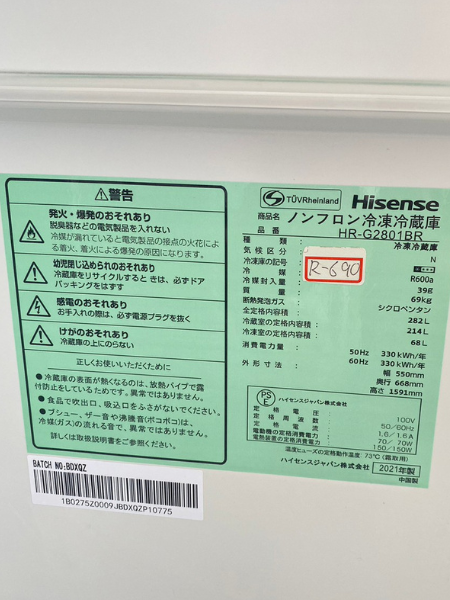 警告
発火・爆発のおそれあり
脱臭器などの電気製品を入れない
冷媒が漏れていると電気製品の接点の火花によ
る着火、着火による爆発の原因になります。
幼児閉じ込められのおそれあり
冷蔵庫をリサイクルするときは、必ずドア
パッキングをはずす
感電のおそれあり
お手入れの際は、必ず電源プラグを抜く
けがのおそれあり
冷蔵庫の上にのらない
正しくお使いいただくために
●冷蔵庫の表面が熱くなるのは、放熱パイプで露
付防止をしているためです。異常ではありません。
●食品で吹出口、吸込口をふさがないでください。
●プシュー、ザー音や沸騰音(ポコポコ)は、
冷媒(ガス)の流れる音で、異常ではありません。
詳しくは取扱説明書をご参照ください。
BATCH NO:BDXQZ
1B0275Z0009JBDXQZP10775
TÜVRheinland Hisense
商品名 ノンフロン冷凍冷蔵庫
HR-G2801BR
種類 冷凍冷蔵庫
気候区分 N
冷凍庫の記号
R-690
冷媒 R600a
冷媒封入量 39g
69kg
断熱発泡ガス シクロペンタン
全定格内容積 282L
冷蔵室の定格内容積 214L
冷凍室の定格内容積 68L
消費電力量 50Hz 330kWh/年
60Hz 330kWh/年
外形寸法 幅 550mm
奥行 668mm
高さ 1591mm
PSE ハイセンスジャパン株式会社
定格電圧 100V
定格周波数 50/60Hz
電動機の定格消費電力 70/70W
電熱装置の定格消費電力 150/150W
温度ヒューズの定格動作温度 73℃(霜取用)
ハイセンスジャパン株式会社 2021年製
中国製